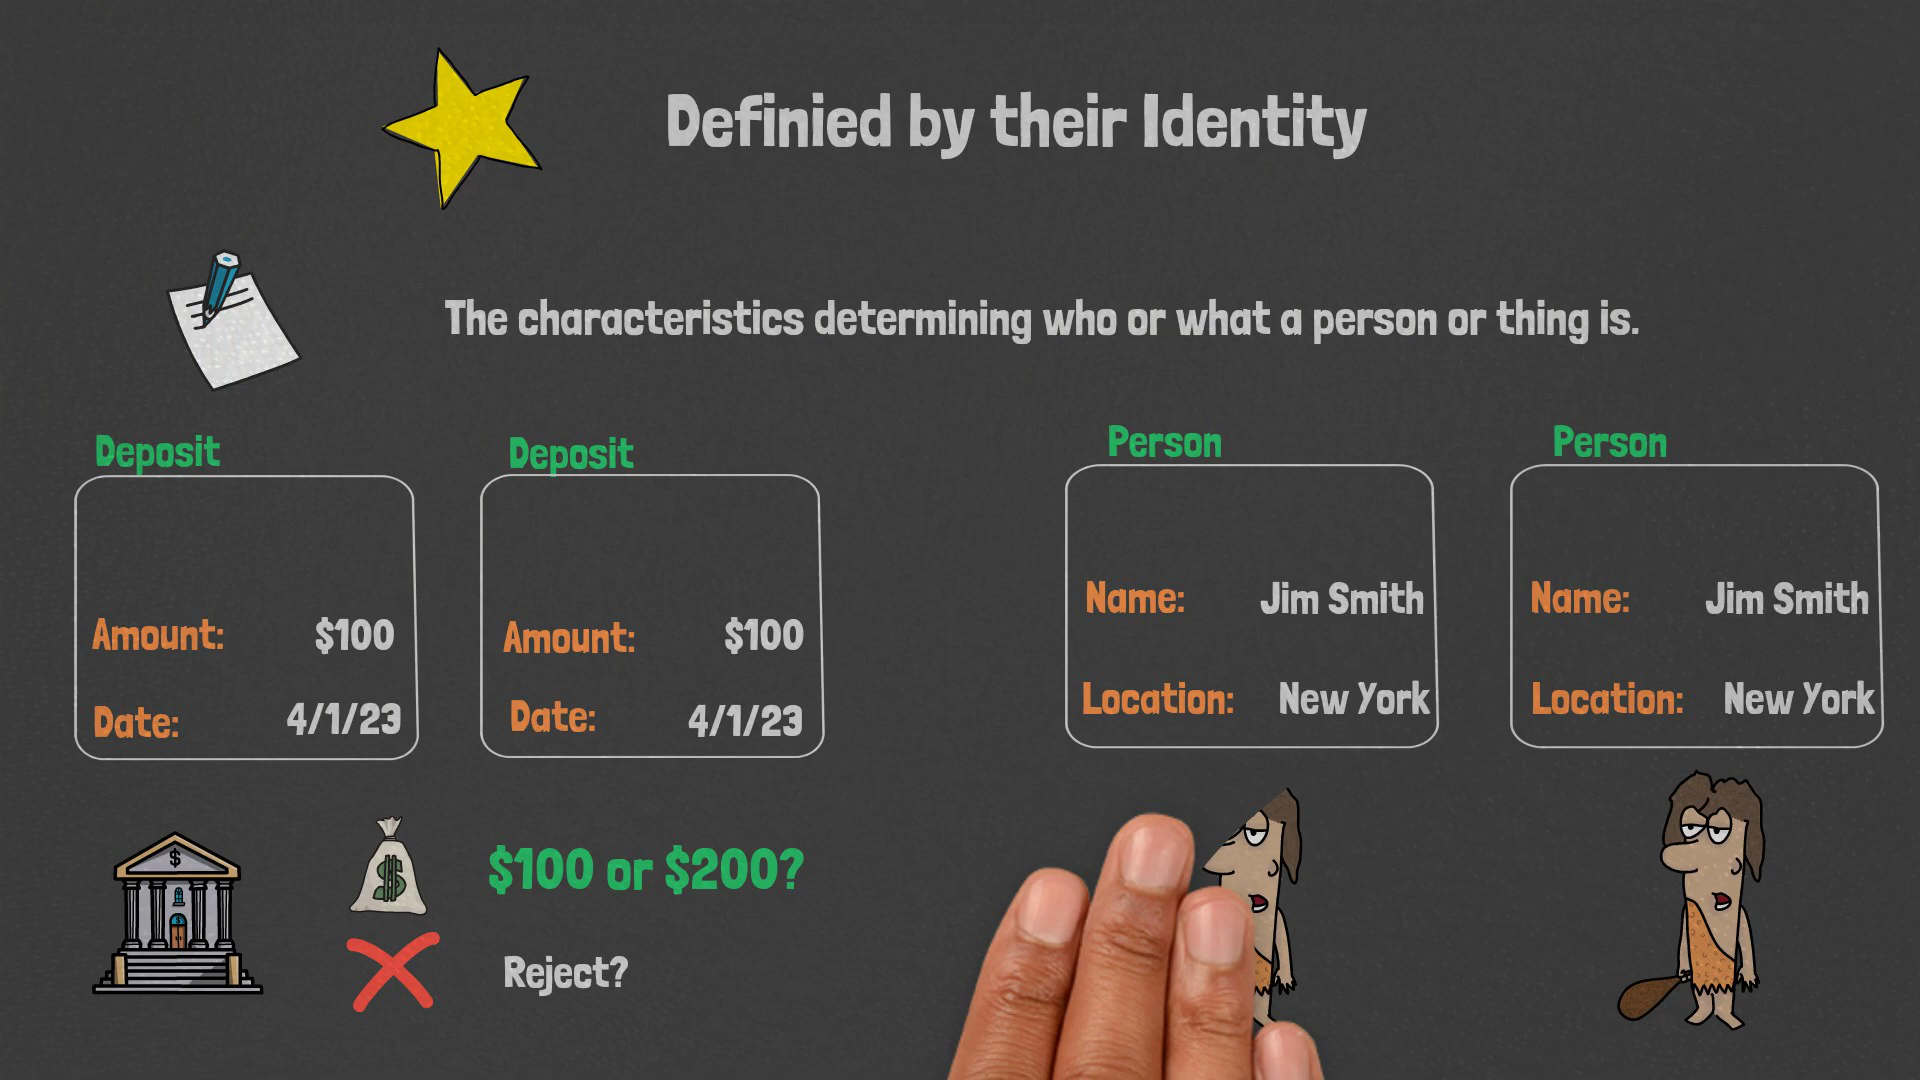 Definied by their Identity
The characteristics determining who or what a person or thing is.
Deposit
Amount: $100
Date: 4/1/23
Deposit
Amount: $100
Date: 4/1/23
Person
Name: Jim Smith
Location: New York
Person
Name: Jim Smith
Location: New York
$
$
$
$100 or $200?
Reject?